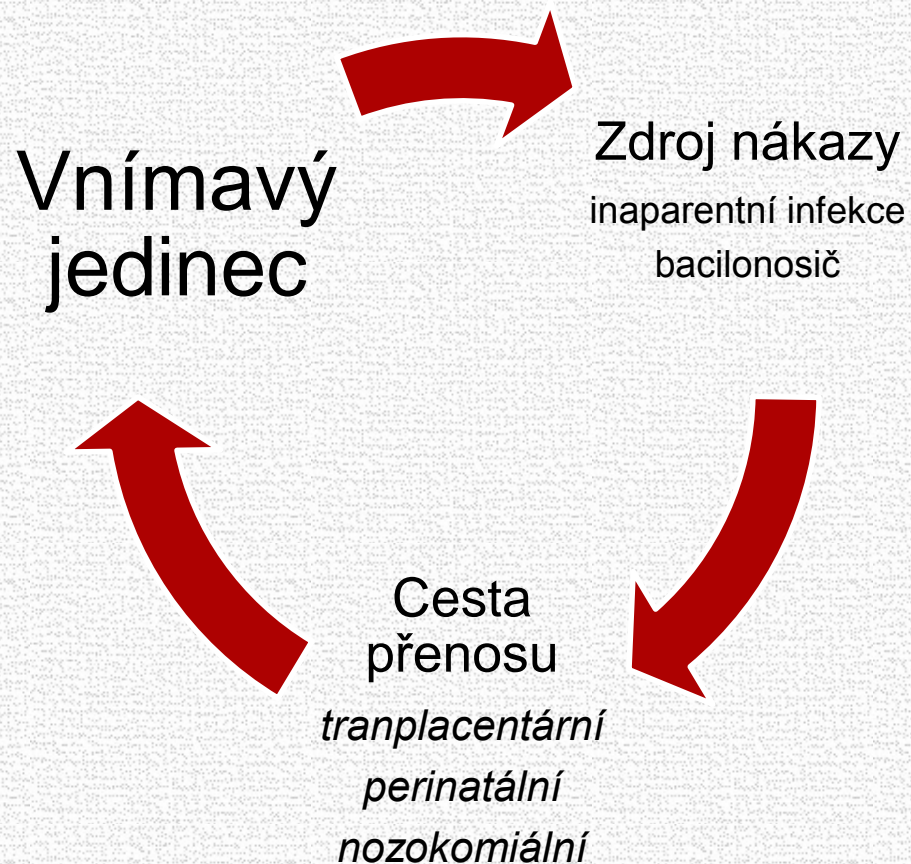 Vnímavý
jedinec
Zdroj nákazy
inaparentní infekce
bacilonosič
Cesta
přenosu
tranplacentární
perinatální
nozokomiální